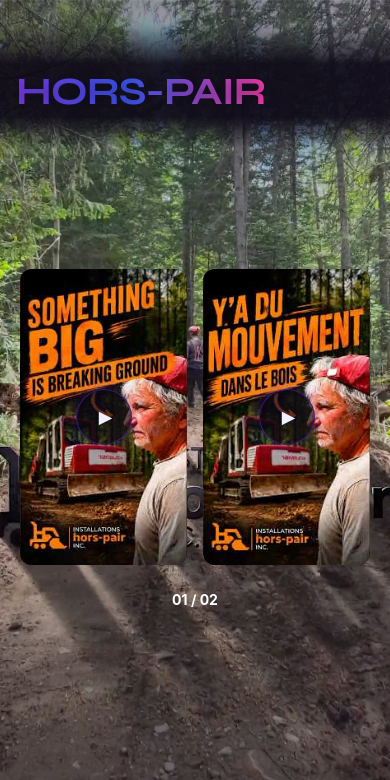 HORS-PAIR
SOMETHING
BIG
IS BREAKING GROUND
INSTALLATIONS
hors-pair
INC.
Y'A DU
MOUVEMENT
DANS LE BOIS
INSTALLATIONS
hors-pair
INC.
01 / 02